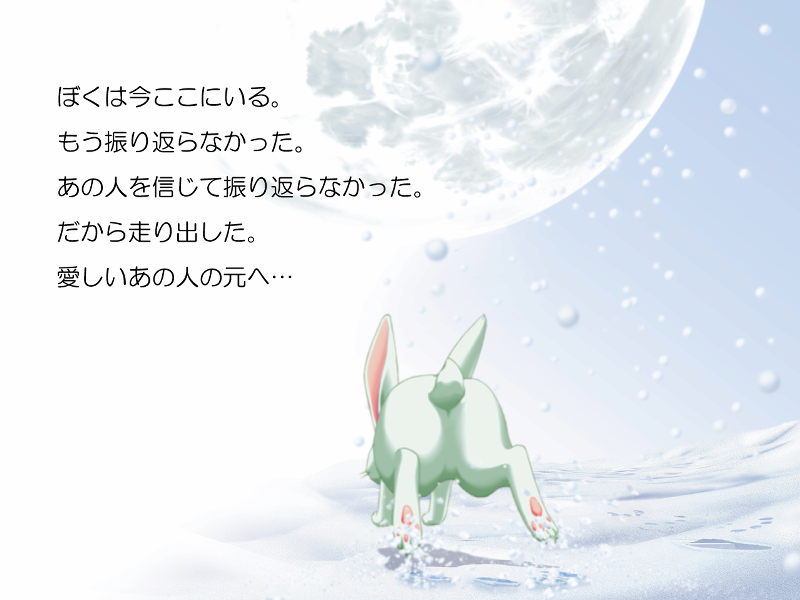 ぼくは今ここにいる。
もう振り返らなかった。
あの人を信じて振り返らなかった。
だから走り出した。
愛しいあの人の元へ…